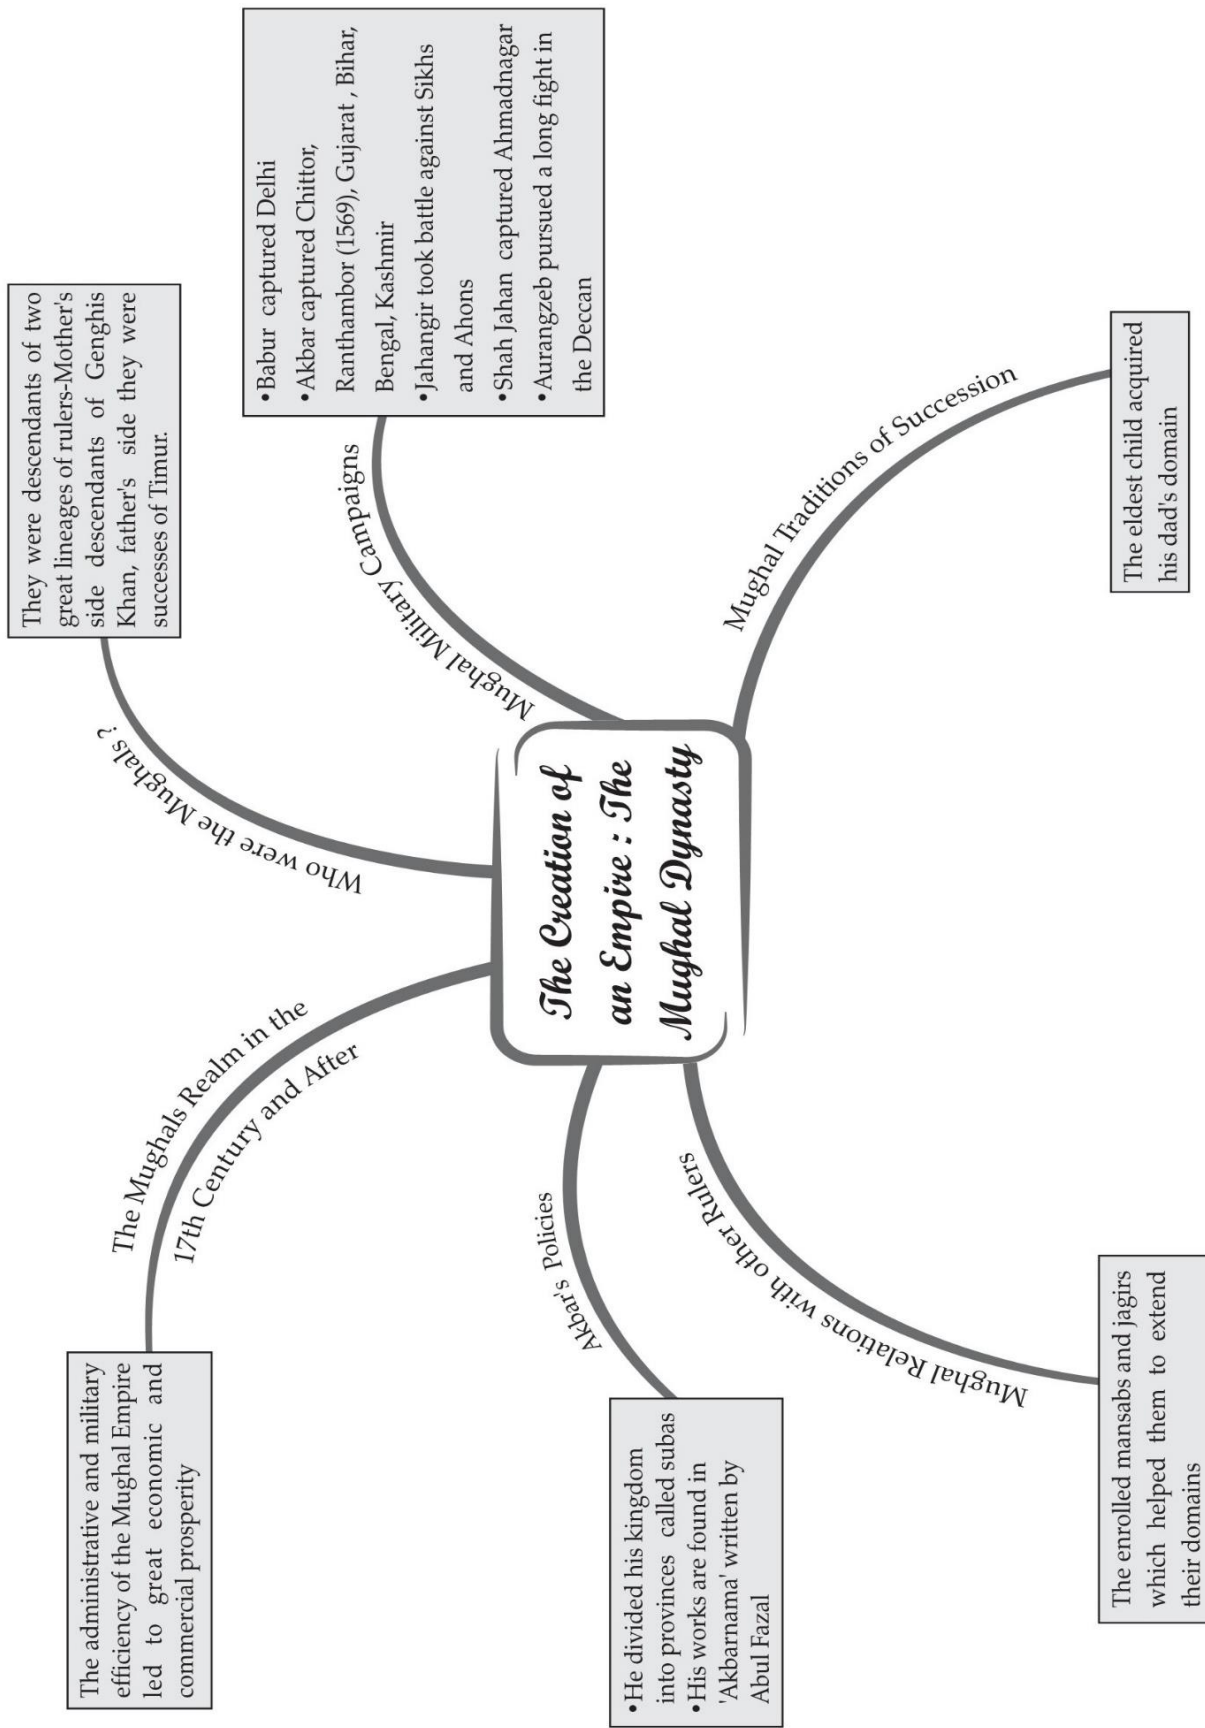 The Creation of
an Empire : The
Mughal Dynasty
Who were the Mughals ?
They were descendants of two
great lineages of rulers-Mother's
side descendants of Genghis
Khan, father's side they were
successes of Timur.
Mughal Military Campaigns
•Babur captured Delhi
•Akbar captured Chittor,
Ranthambor (1569), Gujarat , Bihar,
Bengal, Kashmir
•Jahangir took battle against Sikhs
and Ahons
•Shah Jahan captured Ahmadnagar
•Aurangzeb pursued a long fight in
the Deccan
Mughal Traditions of Succession
The eldest child acquired
his dad's domain
Mughal Relations with other Rulers
The enrolled mansabs and jagirs
which helped them to extend
their domains
Akbar's Policies
•He divided his kingdom
into provinces called subas
•His works are found in
'Akbarnama' written by
Abul Fazal
The Mughals Realm in the
17th Century and After
The administrative and military
efficiency of the Mughal Empire
led to great economic and
commercial prosperity